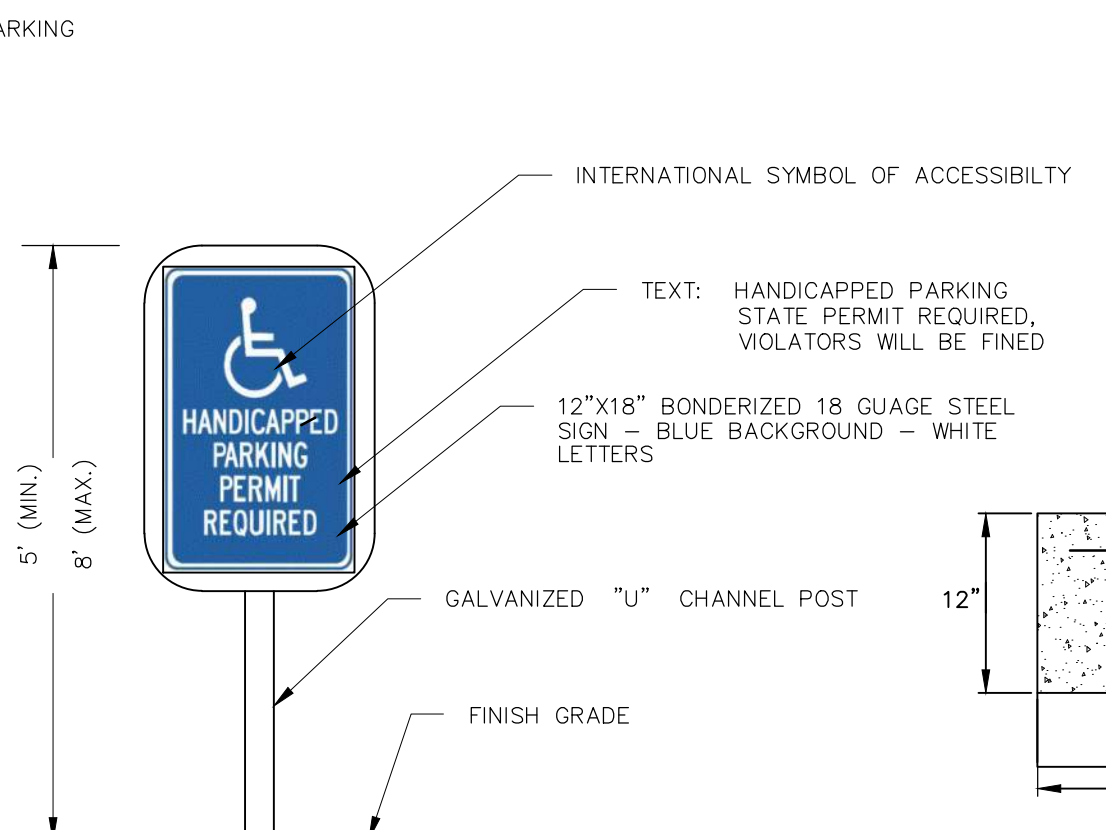 ARKING
INTERNATIONAL SYMBOL OF ACCESSIBILTY
TEXT: HANDICAPPED PARKING
STATE PERMIT REQUIRED,
VIOLATORS WILL BE FINED
12"X18" BONDERIZED 18 GUAGE STEEL
SIGN – BLUE BACKGROUND – WHITE
LETTERS
HANDICAPPED
PARKING
PERMIT
REQUIRED
5' (MIN.)
8' (MAX.)
GALVANIZED "U" CHANNEL POST
12"
FINISH GRADE